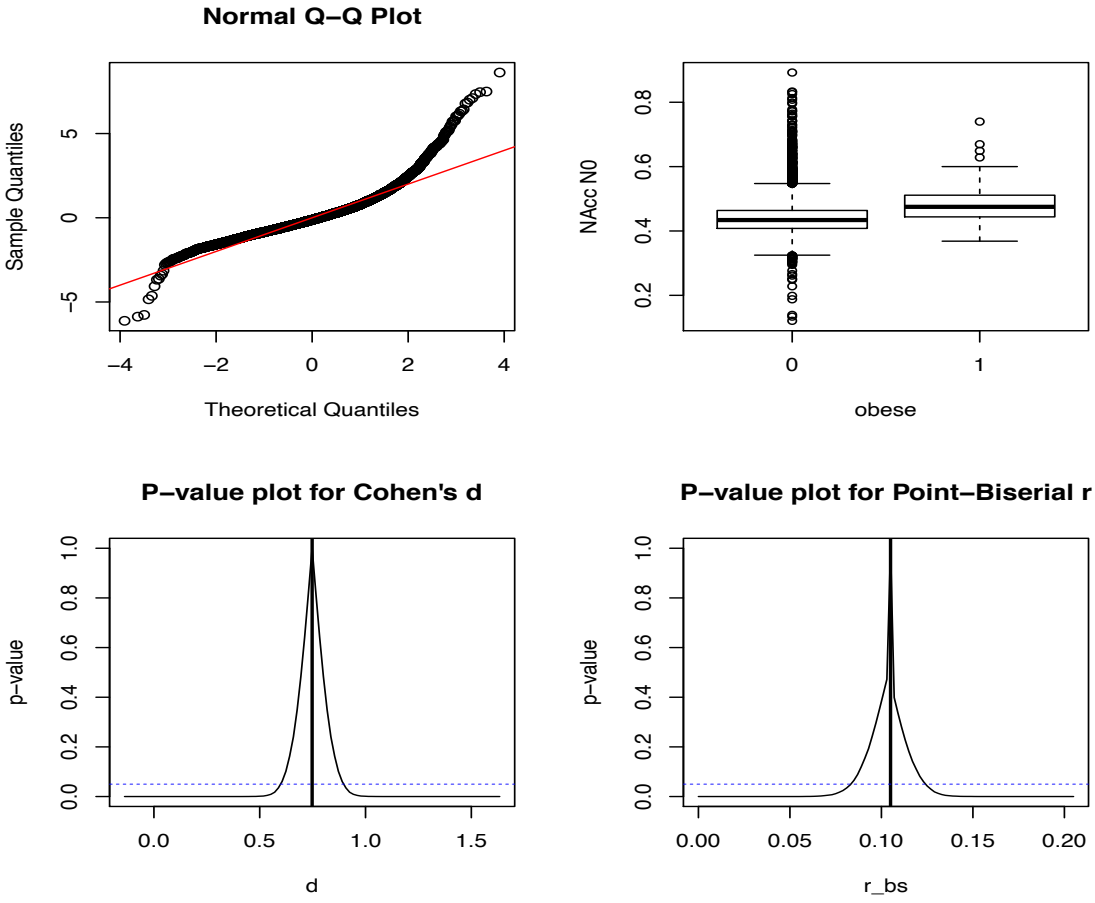 Normal Q−Q Plot
Sample Quantiles
5
0
−5
−4 −2 0 2 4
Theoretical Quantiles
NAcc N0
0.8
0.6
0.4
0.2
0 1
obese
P−value plot for Cohen's d
p−value
1.0
0.8
0.6
0.4
0.2
0.0
0.0 0.5 1.0 1.5
d
P−value plot for Point−Biserial r
p−value
1.0
0.8
0.6
0.4
0.2
0.0
0.00 0.05 0.10 0.15 0.20
r_bs